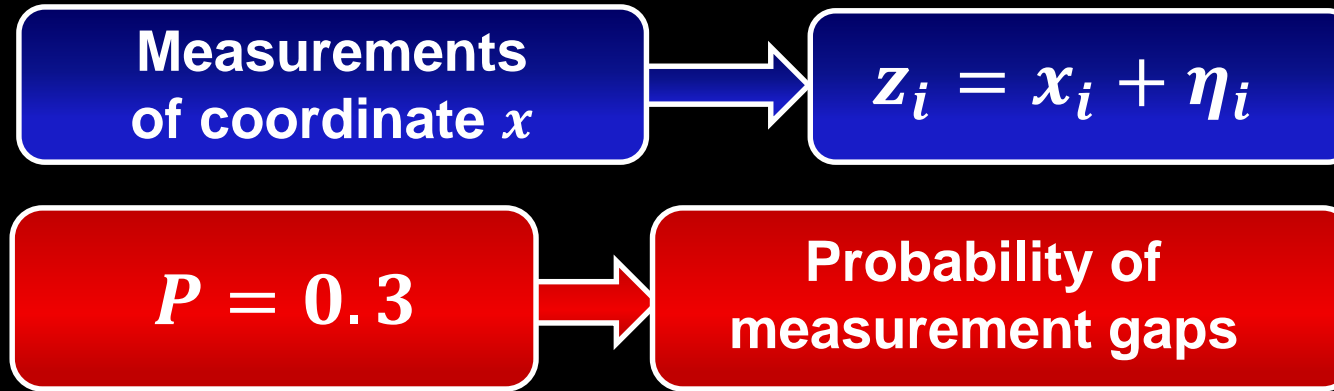 Measurements
of coordinate x
zᵢ = xᵢ + ηᵢ
P = 0.3
Probability of
measurement gaps